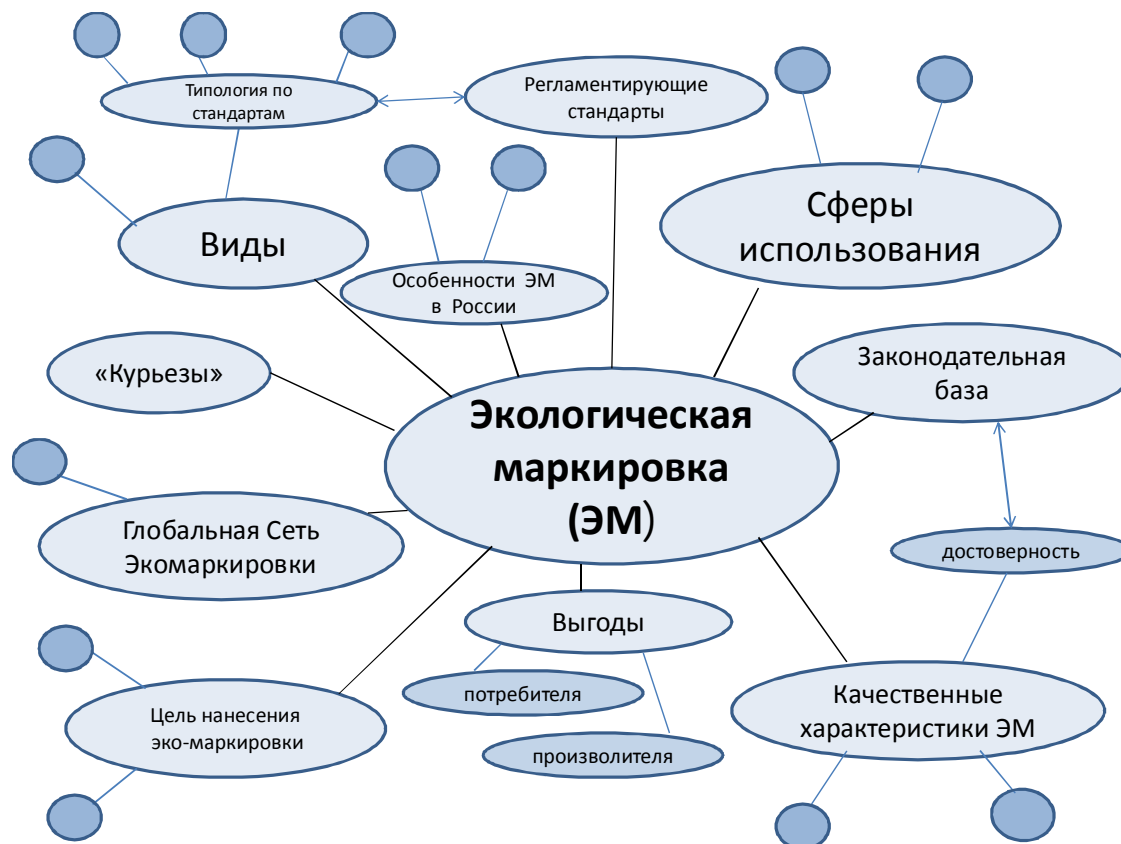 Типология по
стандартам
Регламентирующие
стандарты
Сферы
использования
Виды
Особенности ЭМ
в России
«Курьезы»
Законодательная
база
Экологическая
маркировка
(ЭМ)
Глобальная Сеть
Экомаркировки
достоверность
Выгоды
потребителя
произволителя
Цель нанесения
эко-маркировки
Качественные
характеристики ЭМ